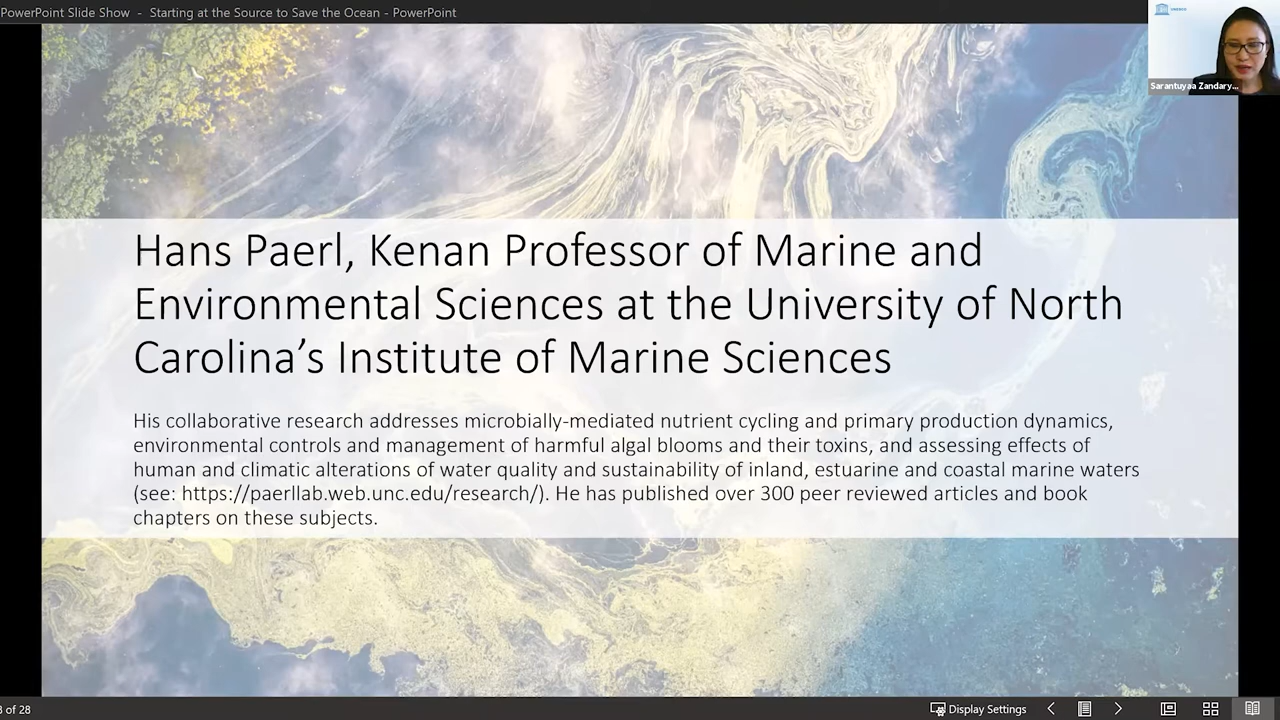 PowerPoint Slide Show - Starting at the Source to Save the Ocean - PowerPoint
UNESCO
Sarantuyaa Zandary...
Hans Paerl, Kenan Professor of Marine and
Environmental Sciences at the University of North
Carolina’s Institute of Marine Sciences
His collaborative research addresses microbially-mediated nutrient cycling and primary production dynamics,
environmental controls and management of harmful algal blooms and their toxins, and assessing effects of
human and climatic alterations of water quality and sustainability of inland, estuarine and coastal marine waters
(see: https://paerllab.web.unc.edu/research/). He has published over 300 peer reviewed articles and book
chapters on these subjects.
of 28
Display Settings